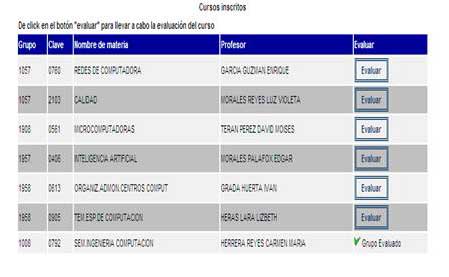 Cursos inscritos
De click en el botón "evaluar" para llevar a cabo la evaluación del curso
Grupo Clave Nombre de materia Profesor Evaluar
1057 0760 REDES DE COMPUTADORA GARCIA GUZMAN ENRIQUE Evaluar
1057 2103 CALIDAD MORALES REYES LUZ VIOLETA Evaluar
1908 0561 MICROCOMPUTADORAS TERAN PEREZ DAVID MOISES Evaluar
1957 0406 INTELIGENCIA ARTIFICIAL MORALES PALAFOX EDGAR Evaluar
1958 0613 ORGANIZ.ADMON.CENTROS COMPUT GRADA HUERTA IVAN Evaluar
1958 0905 TEM.ESP.DE COMPUTACION HERAS LARA LIZBETH Evaluar
1008 0792 SEM.INGENIERIA COMPUTACION HERRERA REYES CARMEN MARIA Grupo Evaluado